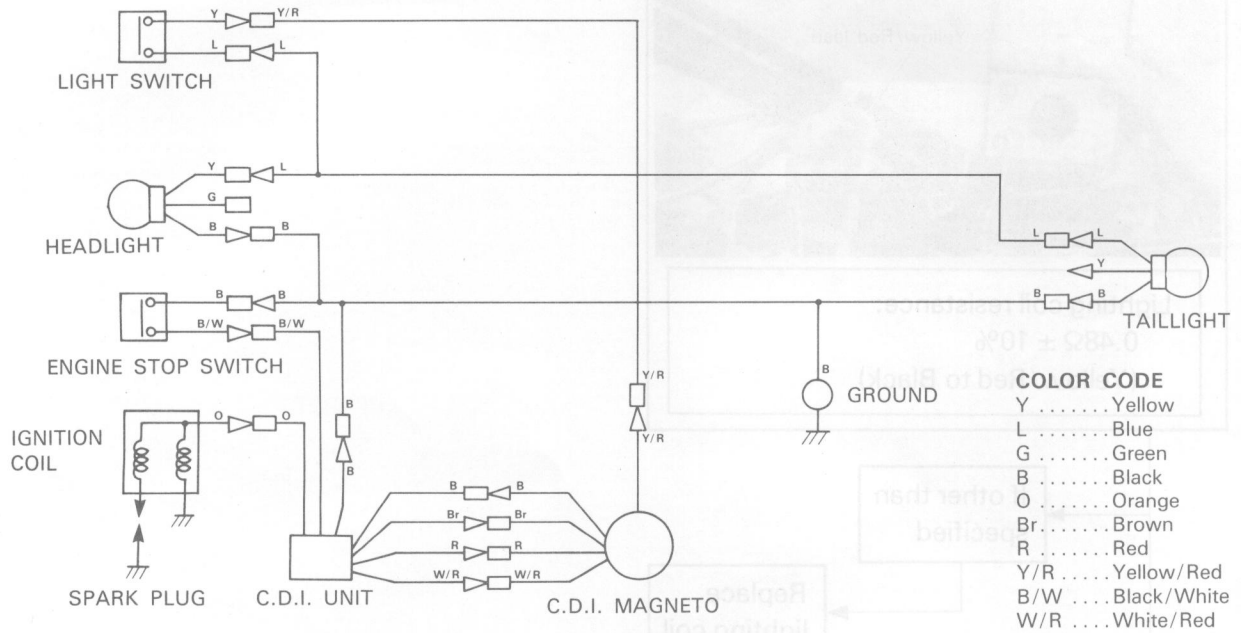 Y Y/R
L L
LIGHT SWITCH
Y L
G
B B
HEADLIGHT
L L
Y
B B
TAILLIGHT
B B
B/W B/W
ENGINE STOP SWITCH
O O
IGNITION
COIL
B
B
Y/R
Y/R
B
GROUND
B B
Br Br
R R
W/R W/R
SPARK PLUG
C.D.I. UNIT
C.D.I. MAGNETO
COLOR CODE
Y . . . . . . . Yellow
L . . . . . . . Blue
G . . . . . . . Green
B . . . . . . . Black
O . . . . . . . Orange
Br . . . . . . . Brown
R . . . . . . . Red
Y/R . . . . . Yellow/Red
B/W . . . . Black/White
W/R . . . . White/Red
Lighting coil resistance:
0.48Ω ± 10%
Red to Black)
If other than
specified
Replace
lighting coil